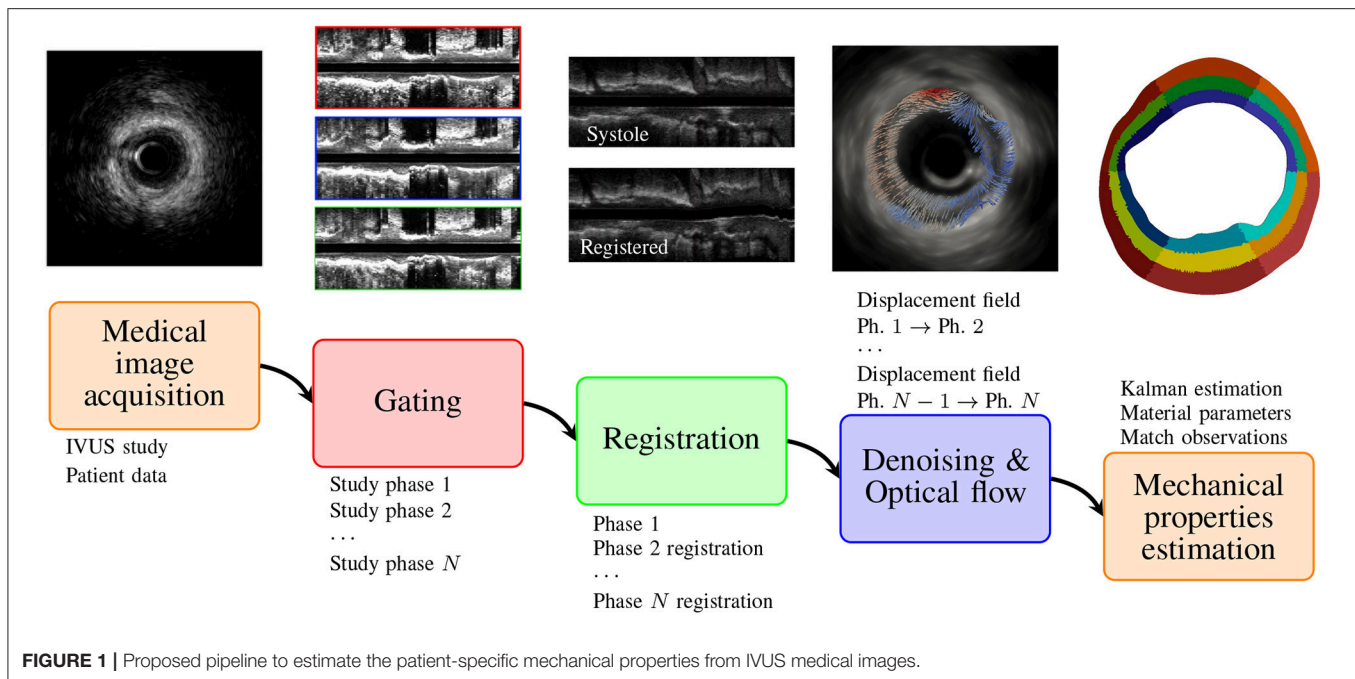 Systole
Registered
Medical
image
acquisition
IVUS study
Patient data
Gating
Study phase 1
Study phase 2
...
Study phase N
Registration
Phase 1
Phase 2 registration
...
Phase N registration
Displacement field
Ph. 1 → Ph. 2
...
Displacement field
Ph. N − 1 → Ph. N
Denoising &
Optical flow
Kalman estimation
Material parameters
Match observations
Mechanical
properties
estimation
FIGURE 1 | Proposed pipeline to estimate the patient-specific mechanical properties from IVUS medical images.